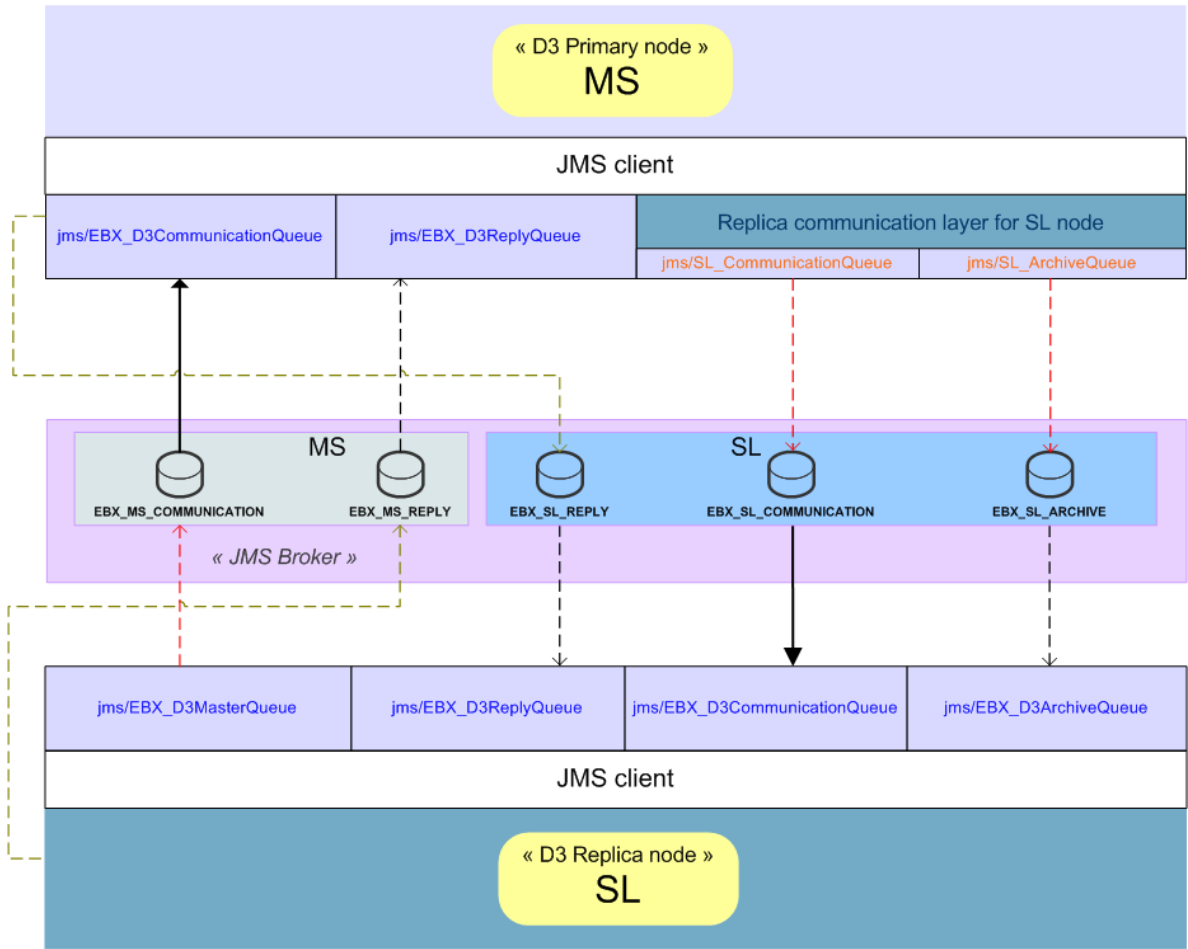 « D3 Primary node »
MS
JMS client
jms/EBX_D3CommunicationQueue
jms/EBX_D3ReplyQueue
Replica communication layer for SL node
jms/SL_CommunicationQueue
jms/SL_ArchiveQueue
MS
SL
EBX_MS_COMMUNICATION
EBX_MS_REPLY
EBX_SL_REPLY
EBX_SL_COMMUNICATION
EBX_SL_ARCHIVE
« JMS Broker »
jms/EBX_D3MasterQueue
jms/EBX_D3ReplyQueue
jms/EBX_D3CommunicationQueue
jms/EBX_D3ArchiveQueue
JMS client
« D3 Replica node »
SL